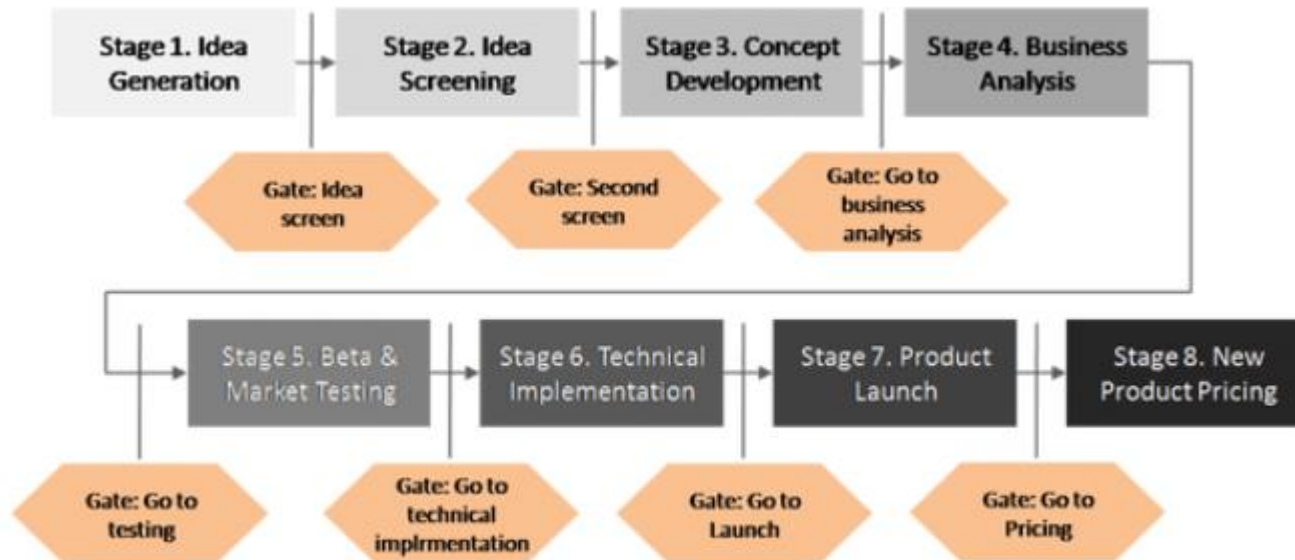 Stage 1. Idea
Generation
Stage 2. Idea
Screening
Stage 3. Concept
Development
Stage 4. Business
Analysis
Gate: Idea
screen
Gate: Second
screen
Gate: Go to
business
analysis
Stage 5. Beta &
Market Testing
Stage 6. Technical
Implementation
Stage 7. Product
Launch
Stage 8. New
Product Pricing
Gate: Go to
testing
Gate: Go to
technical
implrmentation
Gate: Go to
Launch
Gate: Go to
Pricing